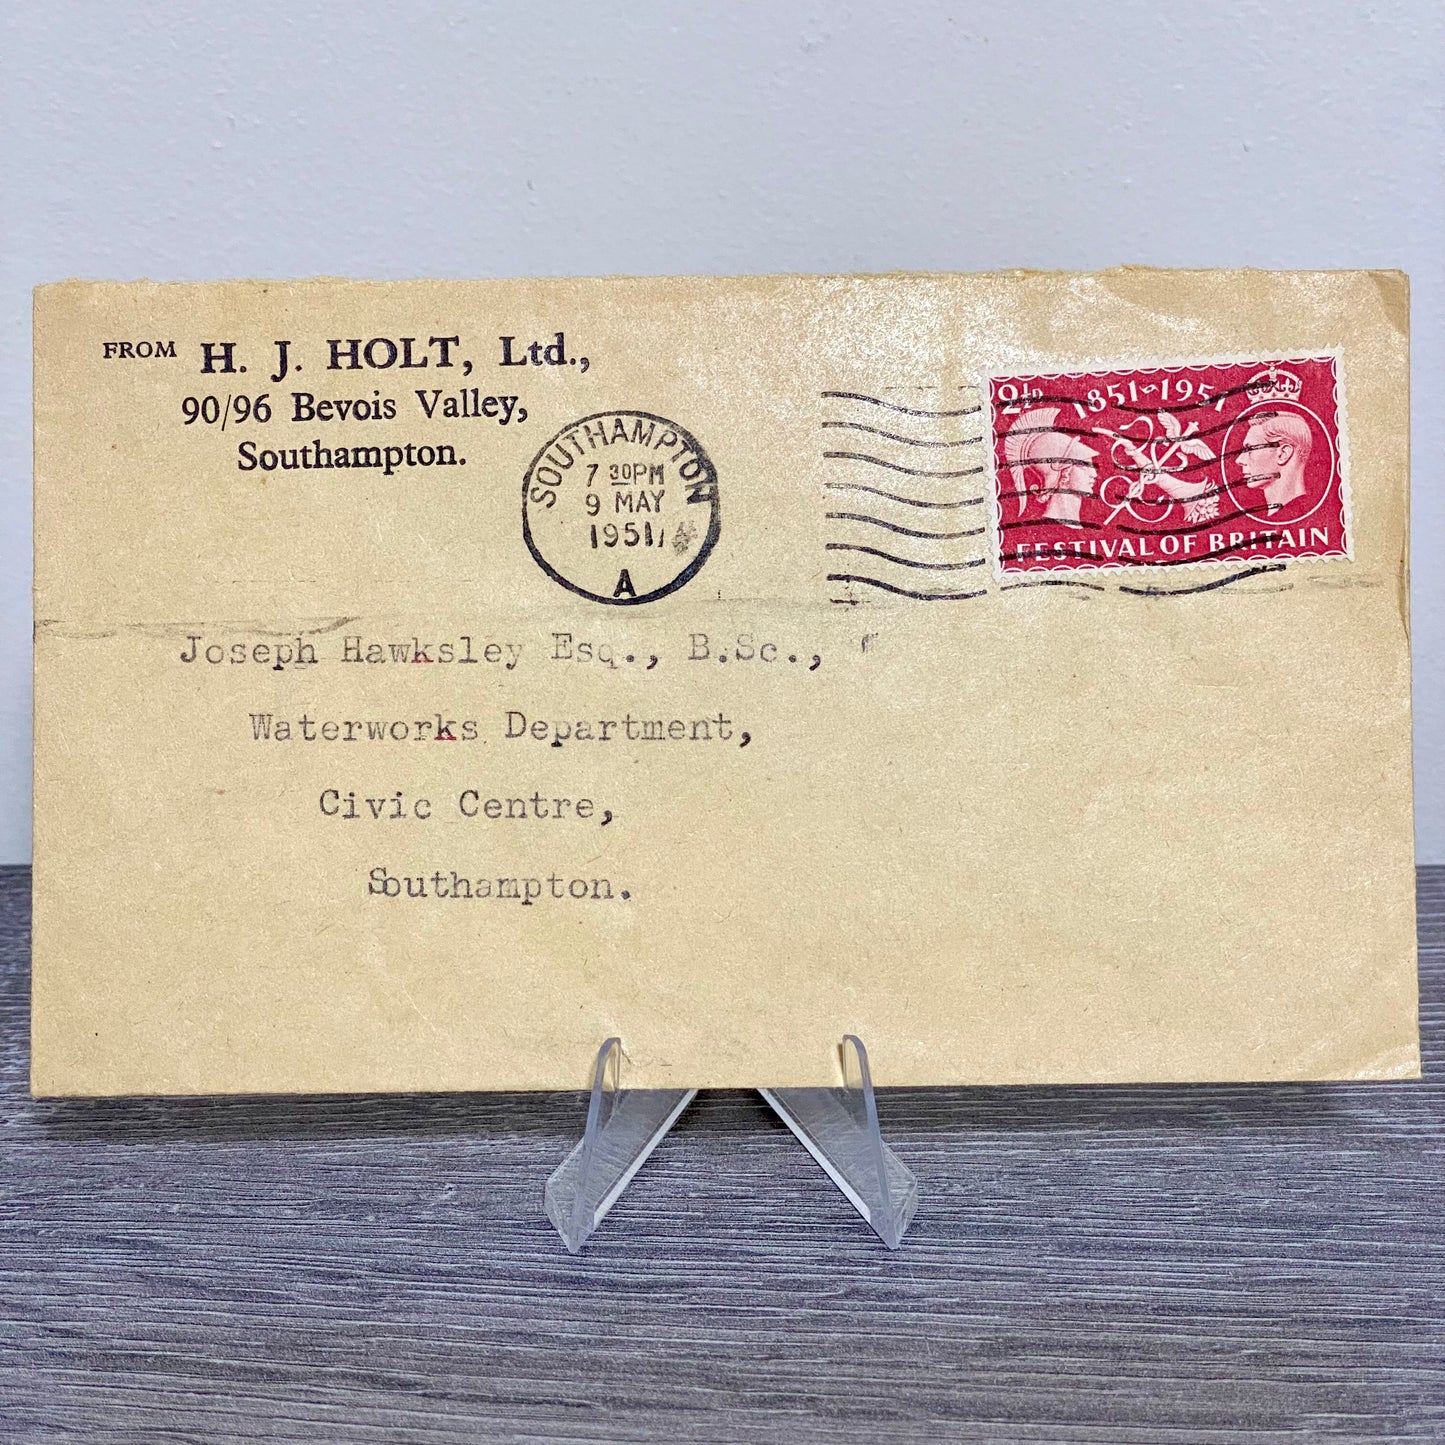 FROM H. J. HOLT, Ltd.,
90/96 Bevois Valley,
Southampton.
SOUTHAMPTON
7 30PM
9 MAY
1951
A
2½D
1851-1951
FESTIVAL OF BRITAIN
Joseph Hawksley Esq., B.Sc.,
Waterworks Department,
Civic Centre,
Southampton.